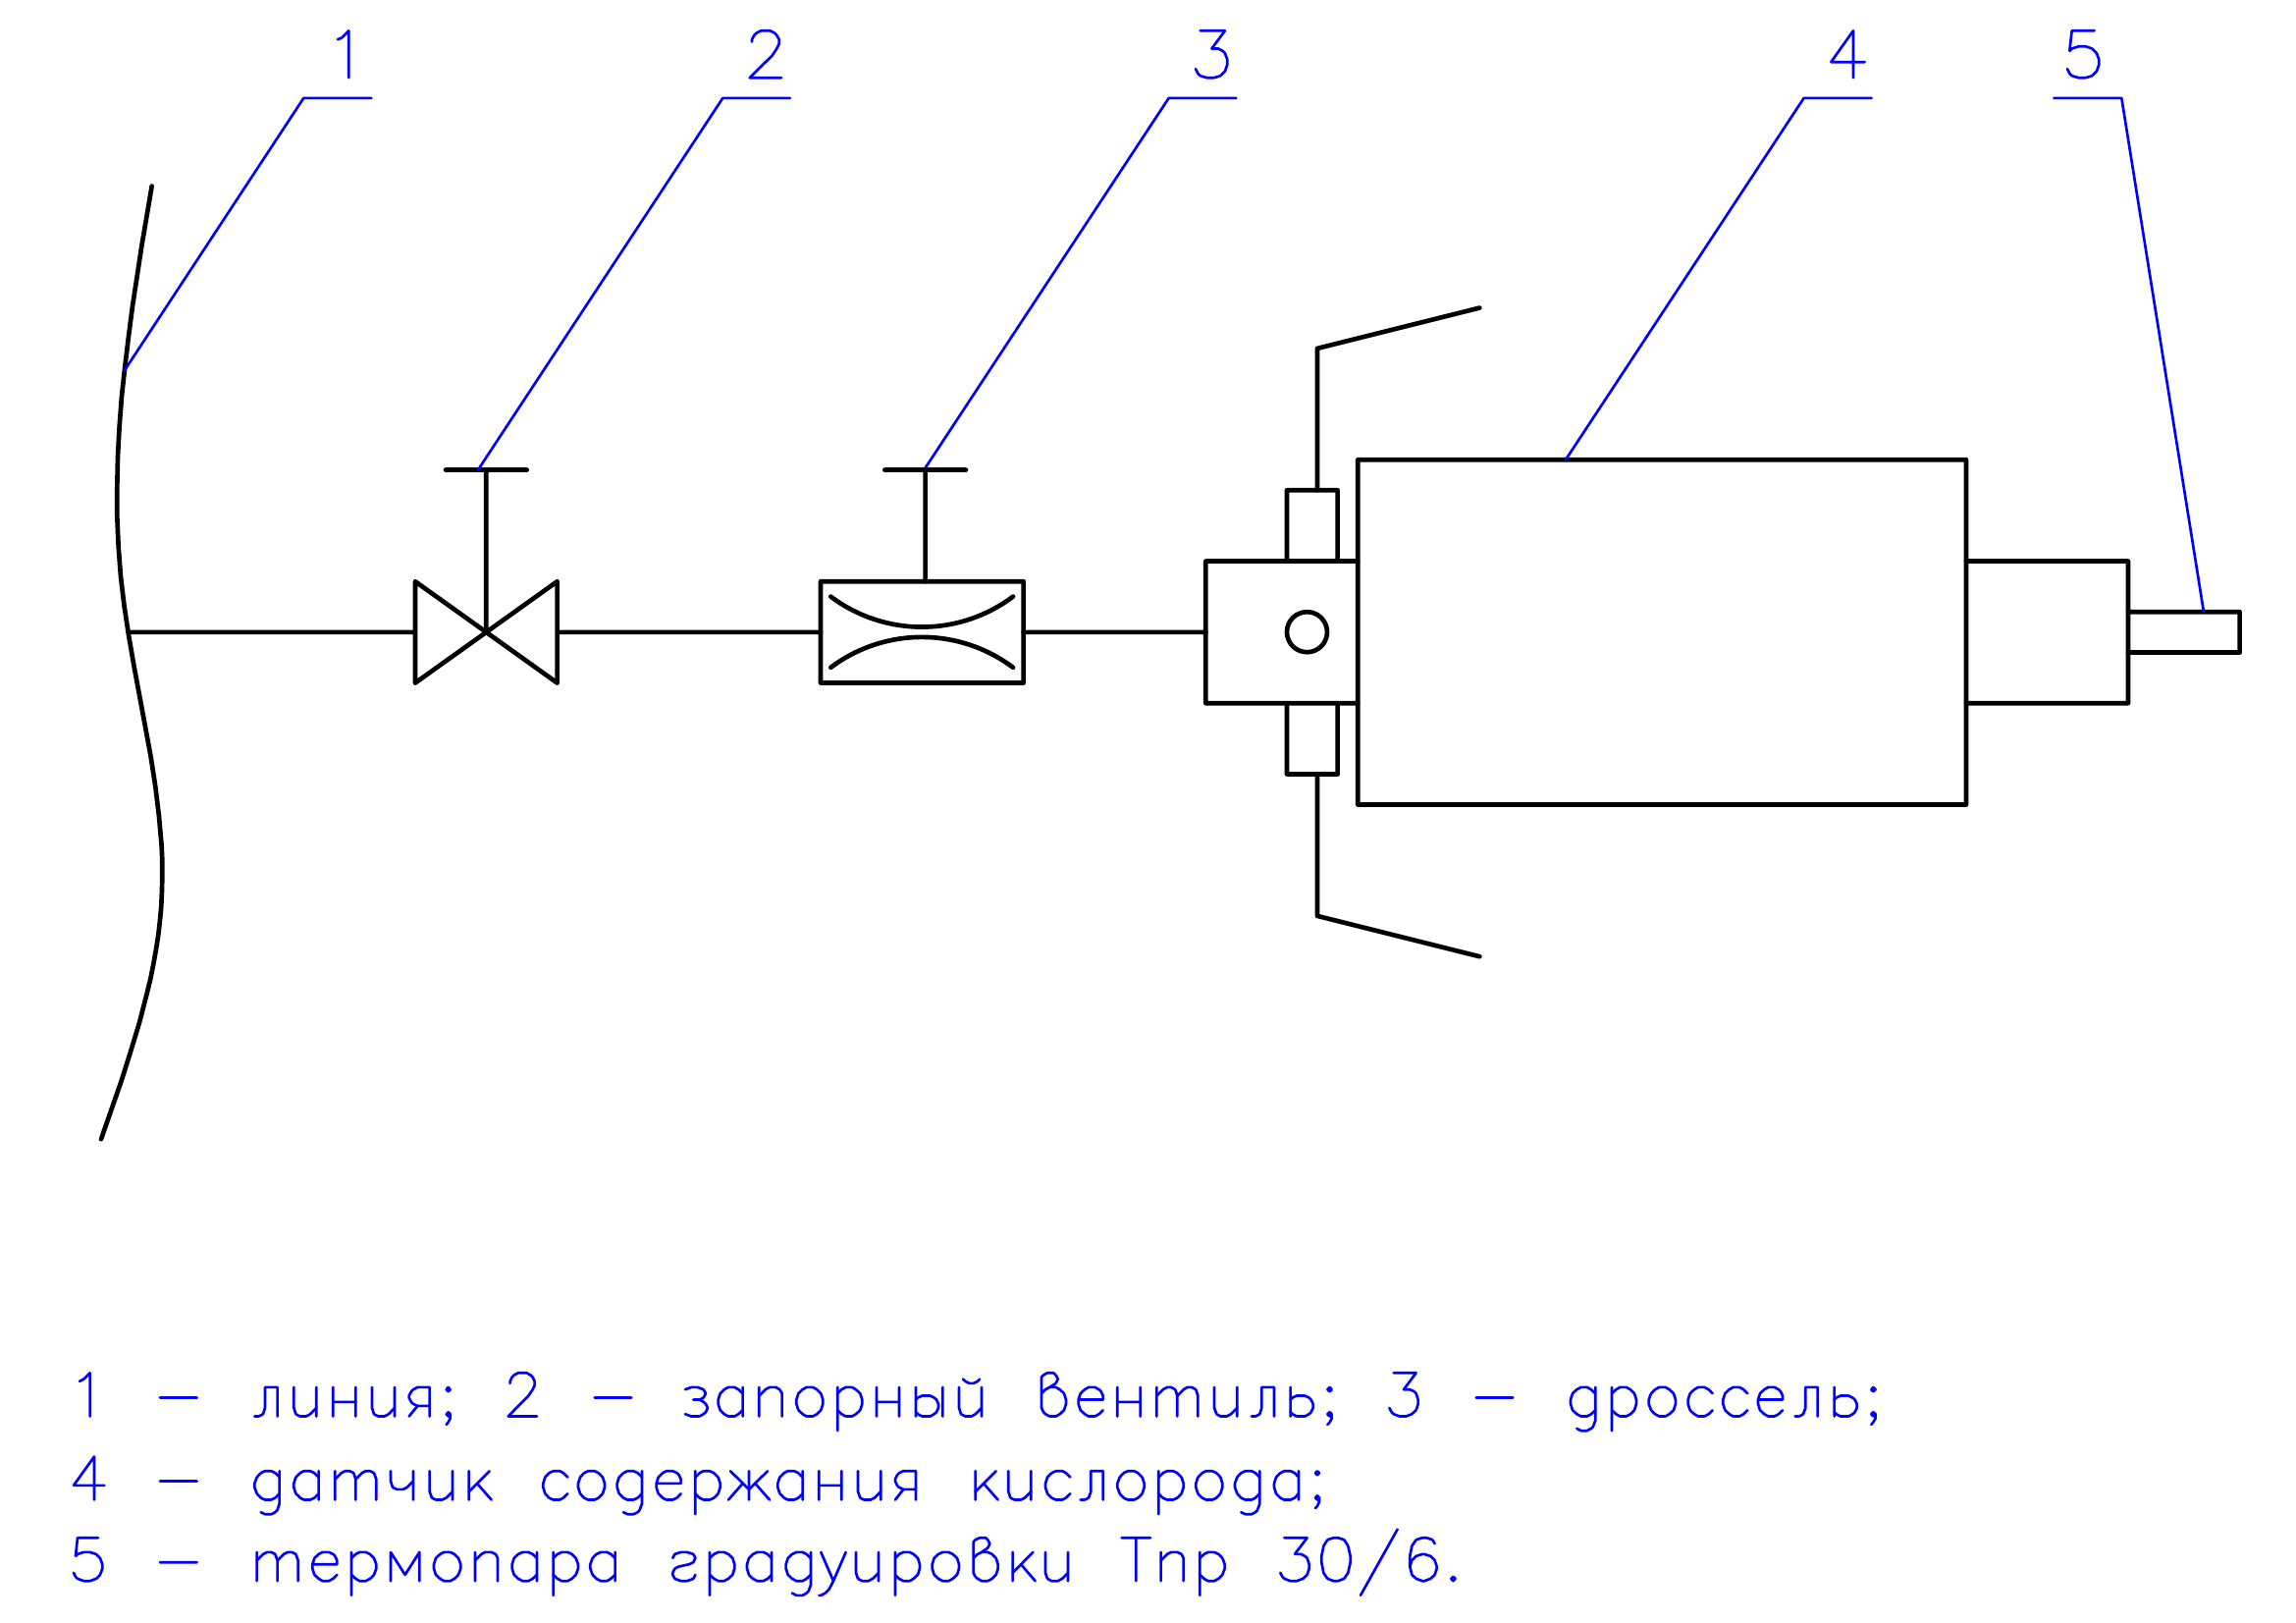 1 2 3 4 5
1 – линия; 2 – запорный вентиль; 3 – дроссель;
4 – датчик содержания кислорода;
5 – термопара градуировки Тпр 30/6.